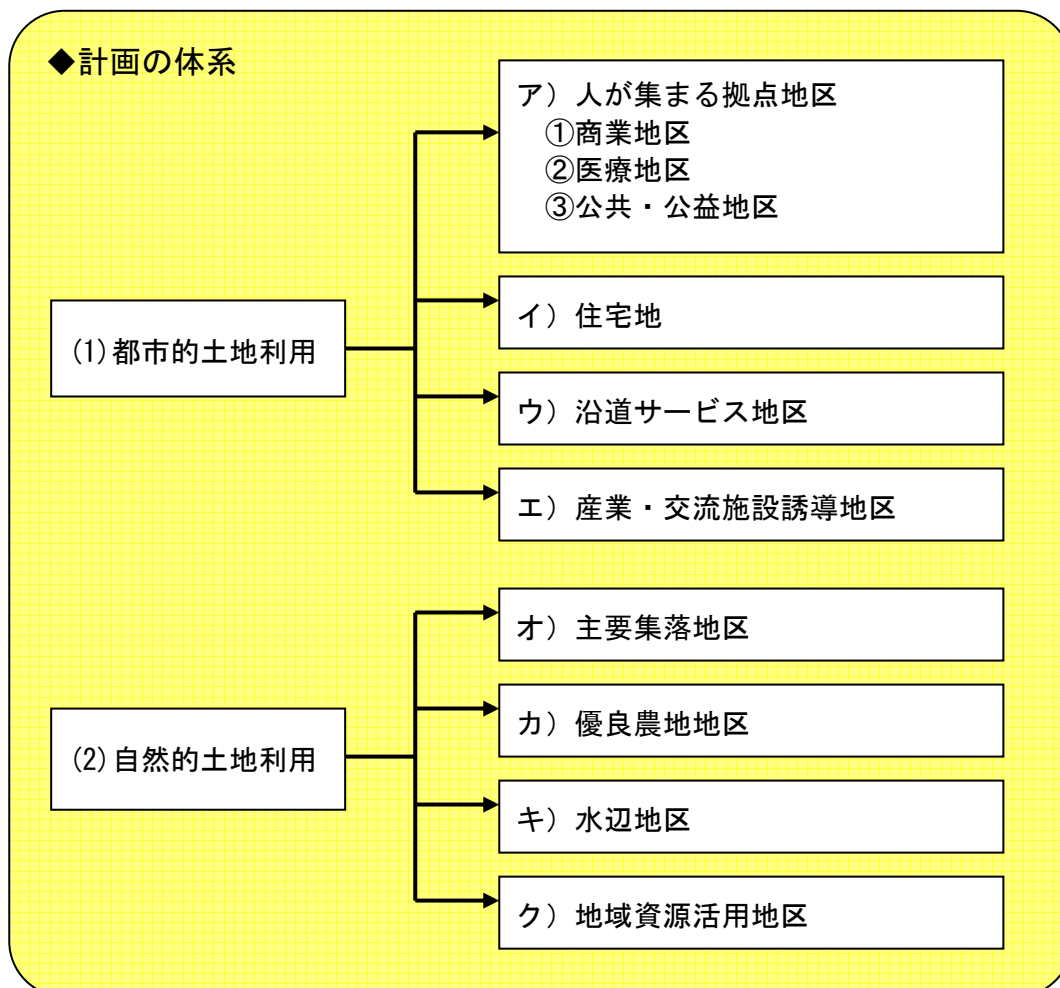 ◆計画の体系
ア）人が集まる拠点地区
①商業地区
②医療地区
③公共・公益地区
(1)都市的土地利用
イ）住宅地
ウ）沿道サービス地区
エ）産業・交流施設誘導地区
(2)自然的土地利用
オ）主要集落地区
カ）優良農地地区
キ）水辺地区
ク）地域資源活用地区